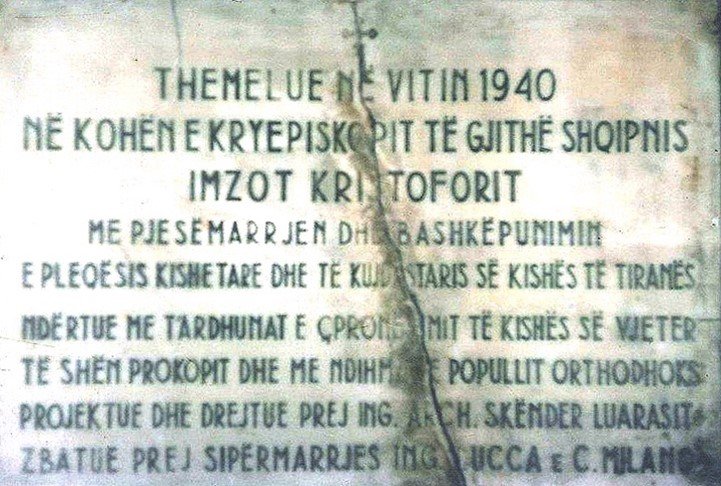 THEMELUE NË VITIN 1940
NË KOHËN E KRYEPISKOPIT TË GJITHË SHQIPNIS
IMZOT KRISTOFORIT
ME PJESËMARRJEN DHE BASHKËPUNIMIN
E PLEQËSIS KISHETARE DHE TË KUJDESTARIS SË KISHËS TË TIRANËS
NDËRTUE ME TARDHUNAT E ÇPRONËSIMIT TË KISHËS SË VJETER
TË SHËN PROKOPIT DHE ME NDIHMËN E POPULLIT ORTHODHOKS
PROJEKTUE DHE DREJTUE PREJ ING. ARCH. SKËNDER LUARASIT
ZBATUE PREJ SIPËRMARRJES ING. E C. MILANO